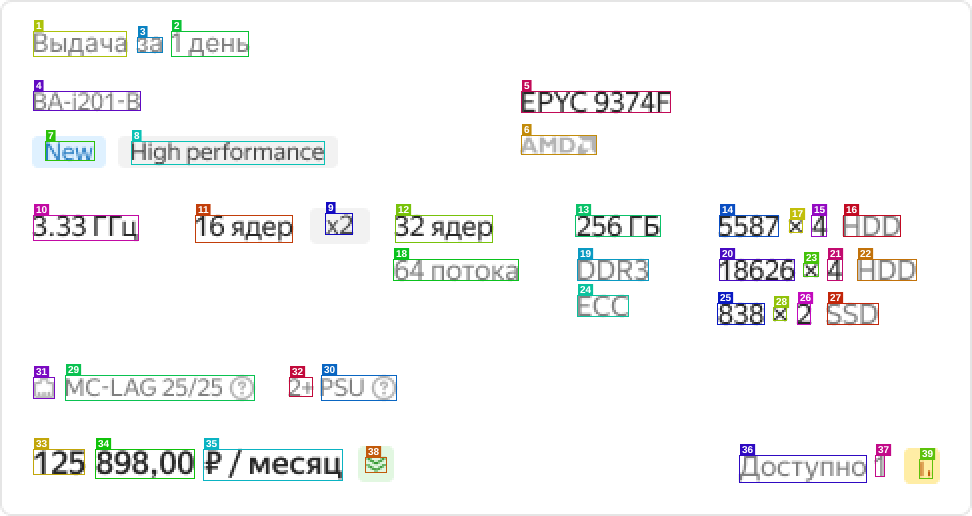 Выдача за 1 день
BA-i201-B
EPYC 9374F
New
High performance
AMD
3.33 ГГц
16 ядер
x2
32 ядер
256 ГБ
5587 × 4 HDD
64 потока
DDR3
18626 × 4 HDD
ECC
838 × 2 SSD
MC-LAG 25/25
2+ PSU
125 898,00 ₽ / месяц
Доступно 1